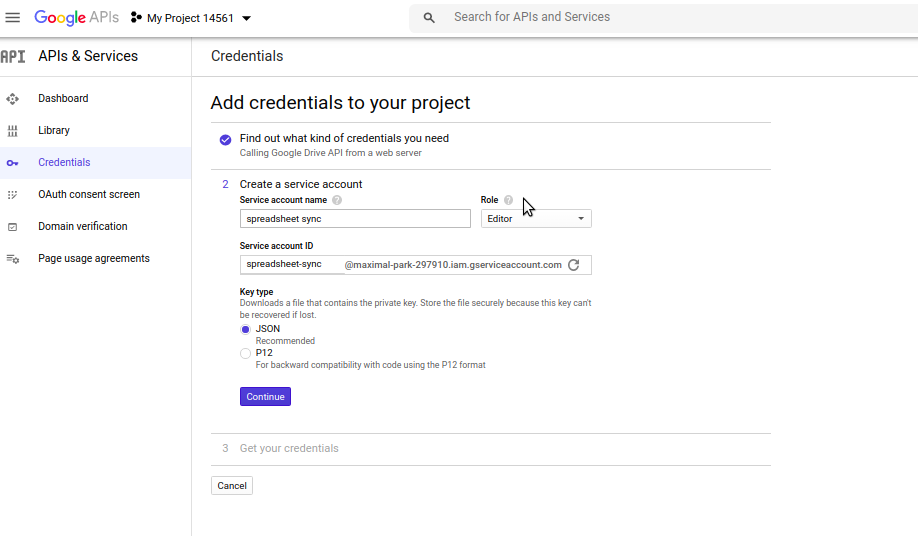 Google APIs
My Project 14561
Search for APIs and Services
API
APIs & Services
Credentials
Dashboard
Library
Credentials
OAuth consent screen
Domain verification
Page usage agreements
Add credentials to your project
Find out what kind of credentials you need
Calling Google Drive API from a web server
2 Create a service account
Service account name ? Role ?
spreadsheet sync Editor
Service account ID
spreadsheet-sync @maximal-park-297910.iam.gserviceaccount.com
Key type
Downloads a file that contains the private key. Store the file securely because this key can't
be recovered if lost.
JSON
Recommended
P12
For backward compatibility with code using the P12 format
Continue
3 Get your credentials
Cancel